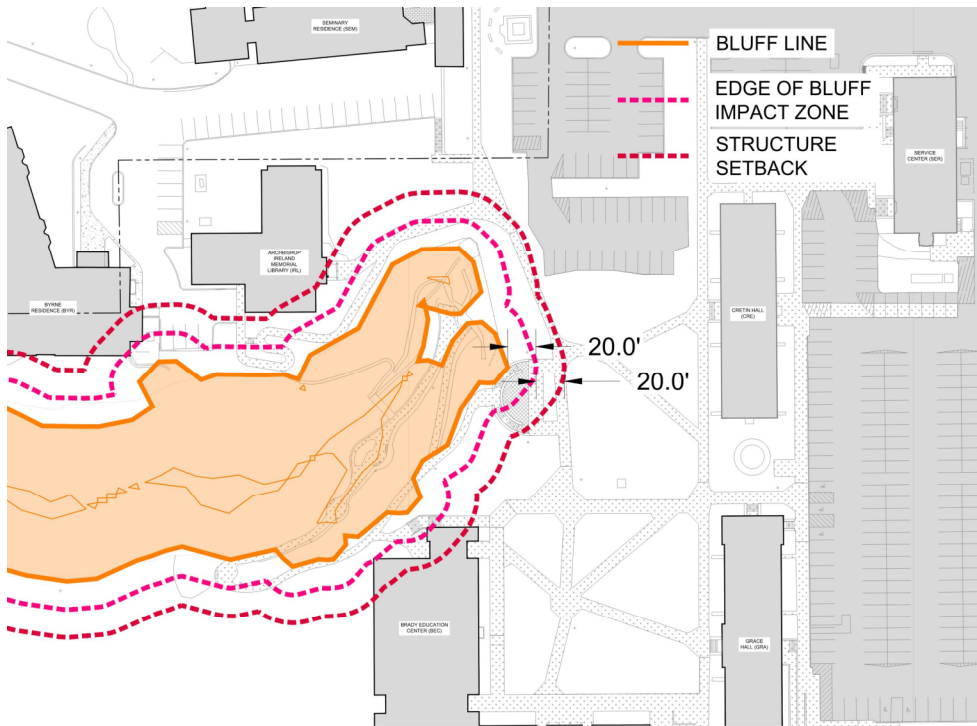 SEMINARY
RESIDENCE (SEM)
BLUFF LINE
EDGE OF BLUFF
IMPACT ZONE
STRUCTURE
SETBACK
SERVICE
CENTER (SER)
ARCHBISHOP
IRELAND
MEMORIAL
LIBRARY (IRL)
BYRNE
RESIDENCE (BYR)
CRETIN HALL
(CRE)
20.0'
20.0'
BRADY EDUCATION
CENTER (BEC)
GRACE
HALL (GRA)